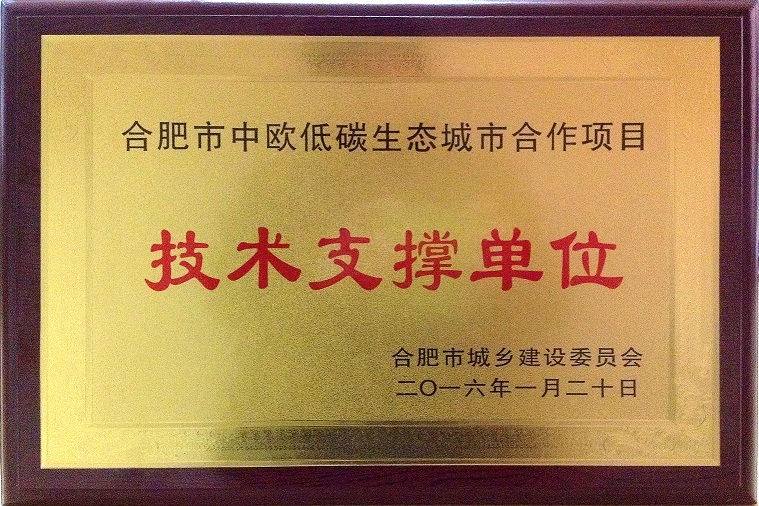 合肥市中欧低碳生态城市合作项目
技术支撑单位
合肥市城乡建设委员会
二〇一六年一月二十日